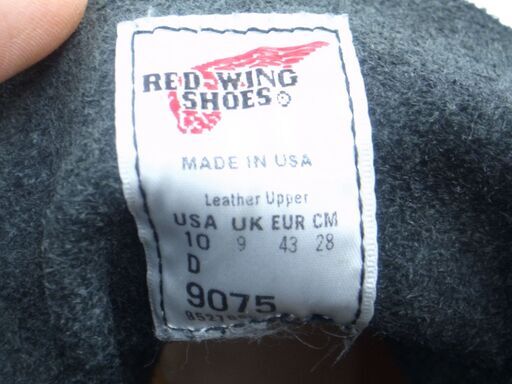 RED WING
SHOES ®
MADE IN USA
Leather Upper
USA UK EUR CM
10 9 43 28
D
9075